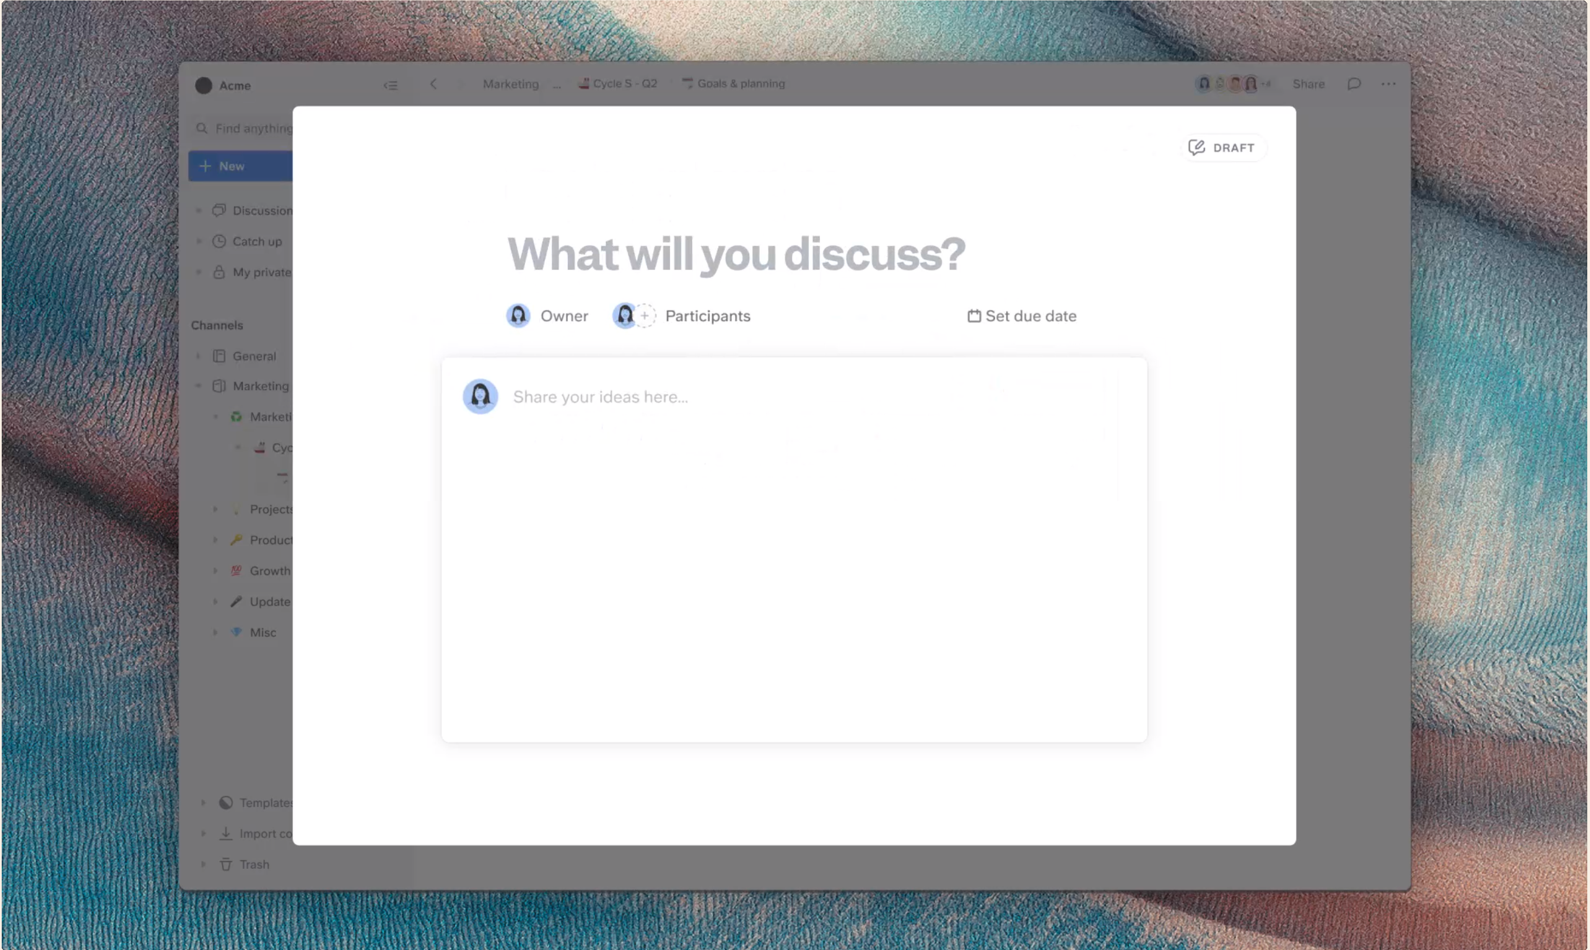 Acme
Marketing ... Cycle S - Q2 Goals & planning
+4 Share
Find anything
New
DRAFT
Discussion
Catch up
My private
What will you discuss?
Owner Participants Set due date
Channels
General
Marketing
Share your ideas here...
Marketi
Cyc
Projects
Product
Growth
Update
Misc
Templates
Import co
Trash